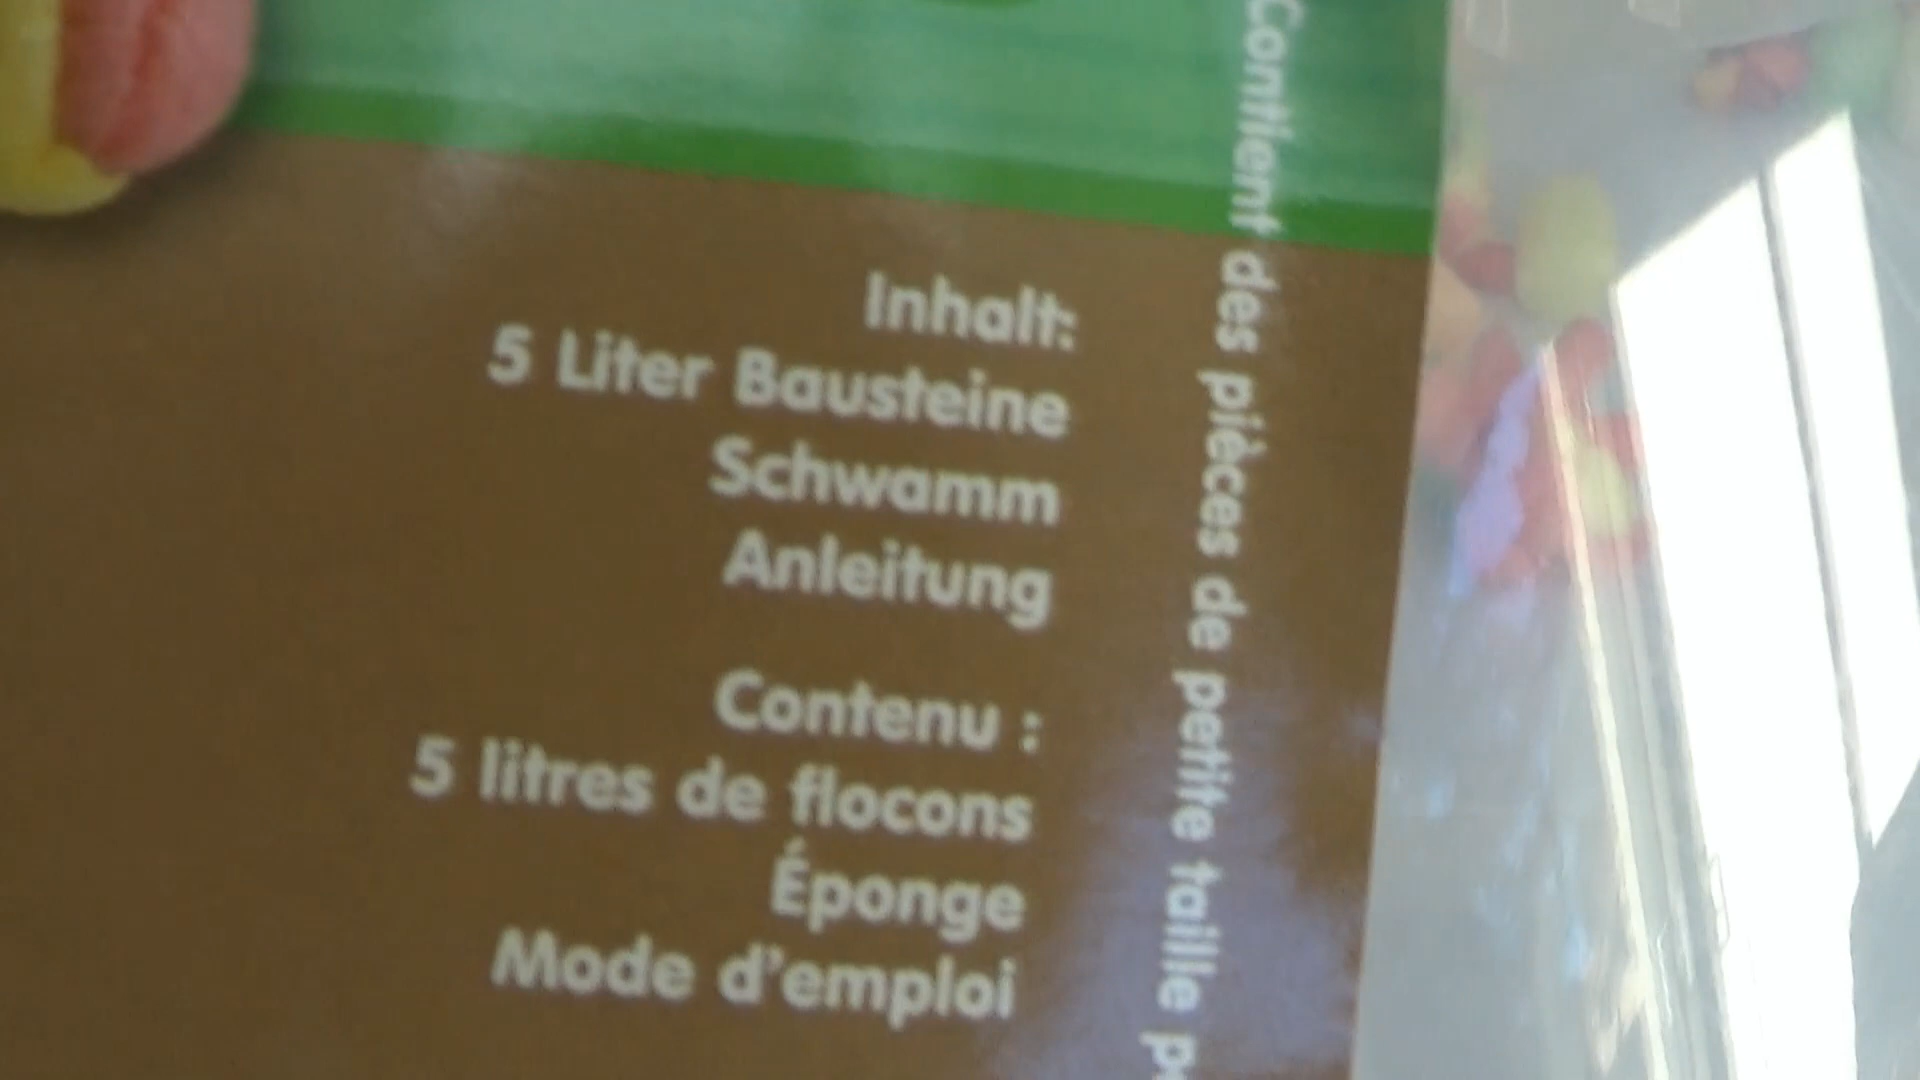 Inhalt:
5 Liter Bausteine
Schwamm
Anleitung
Contenu :
5 litres de flocons
Éponge
Mode d'emploi
Contient des pièces de petite taille